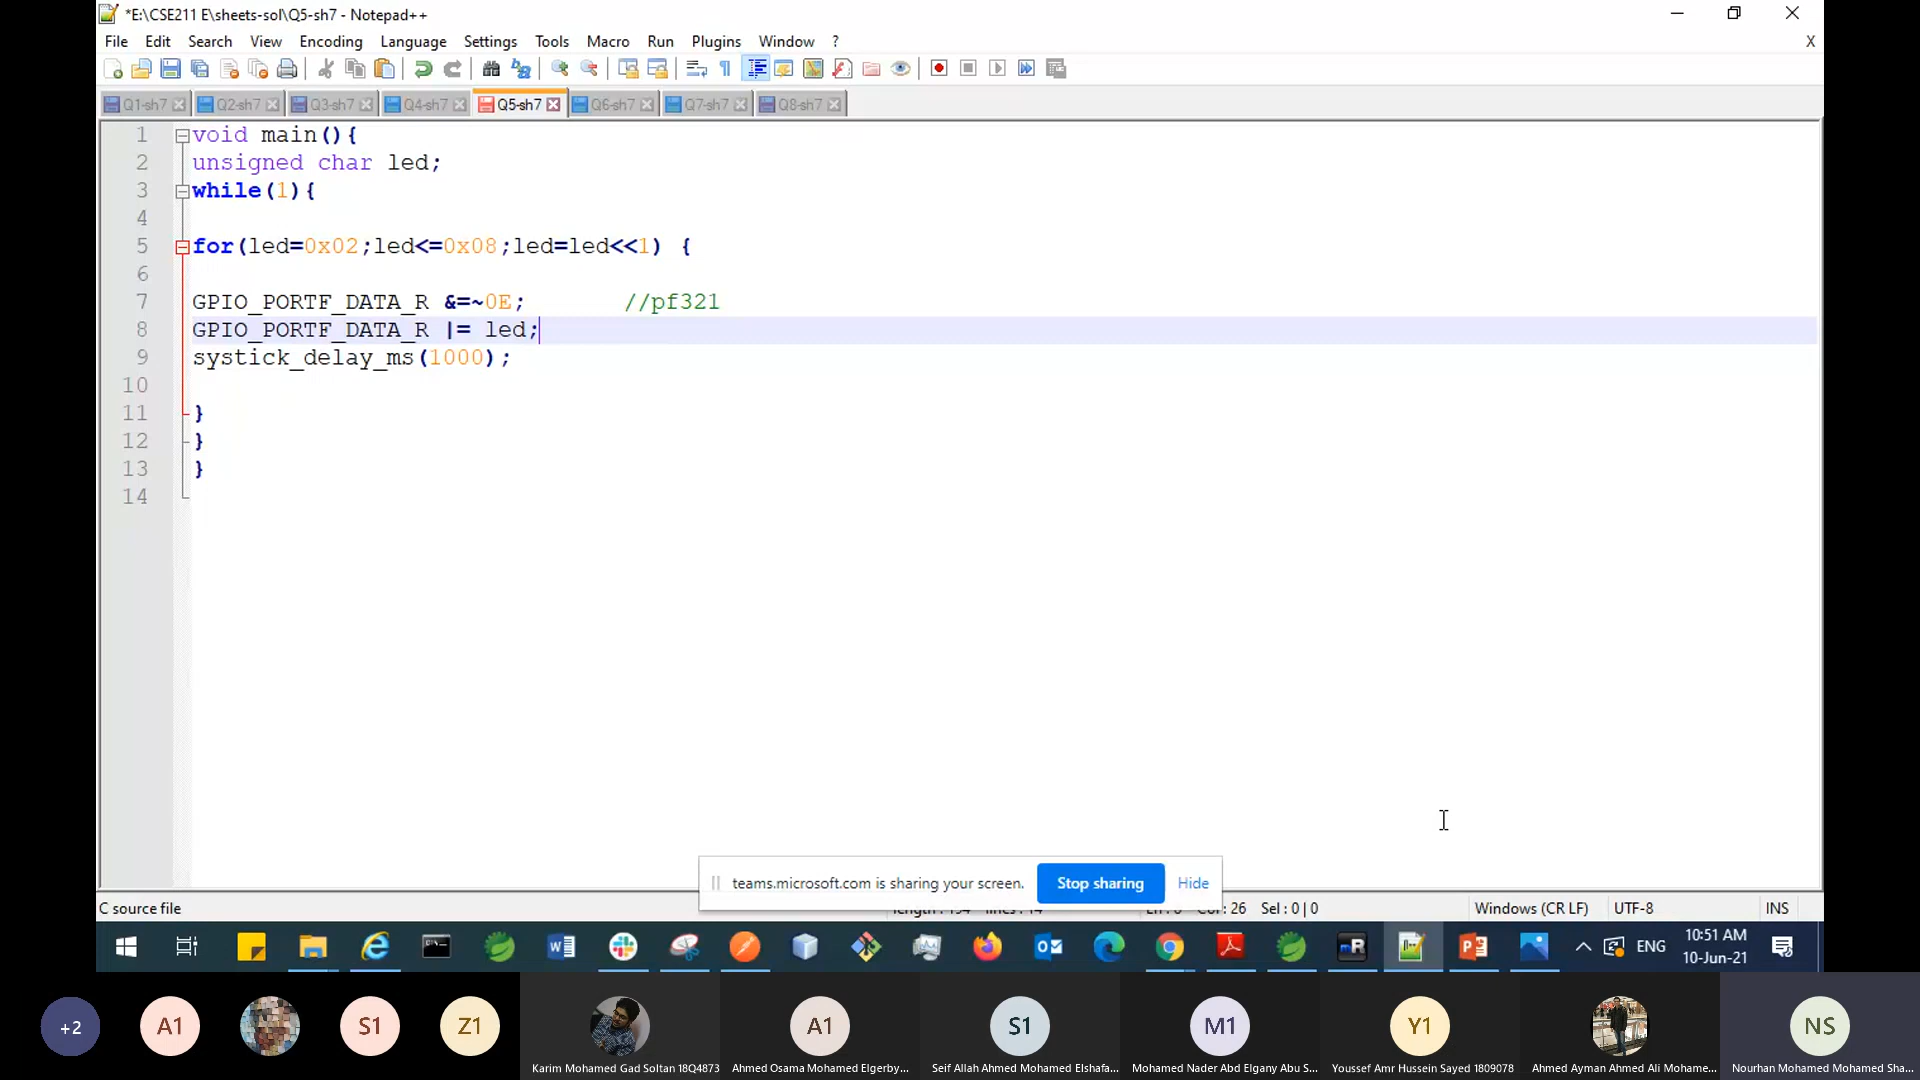 *E:\CSE211 E\sheets-sol\Q5-sh7 - Notepad++
File Edit Search View Encoding Language Settings Tools Macro Run Plugins Window ? X
Q1-sh7 Q2-sh7 Q3-sh7 Q4-sh7 Q5-sh7 Q6-sh7 Q7-sh7 Q8-sh7
1 void main(){
2 unsigned char led;
3 while(1){
4
5 for(led=0x02;led<=0x08;led=led<<1) {
6
7 GPIO_PORTF_DATA_R &=~0E; //pf321
8 GPIO_PORTF_DATA_R |= led;
9 systick_delay_ms(1000);
10
11 }
12 }
13 }
14
teams.microsoft.com is sharing your screen. Stop sharing Hide
C source file Sel : 0 | 0 Windows (CR LF) UTF-8 INS
ENG 10:51 AM
10-Jun-21
+2 A1 S1 Z1 A1 S1 M1 Y1 NS
Karim Mohamed Gad Soltan 18Q4873 Ahmed Osama Mohamed Elgerby... Seif Allah Ahmed Mohamed Elshafa... Mohamed Nader Abd Elgany Abu S... Youssef Amr Hussein Sayed 1809078 Ahmed Ayman Ahmed Ali Mohame... Nourhan Mohamed Mohamed Sha...